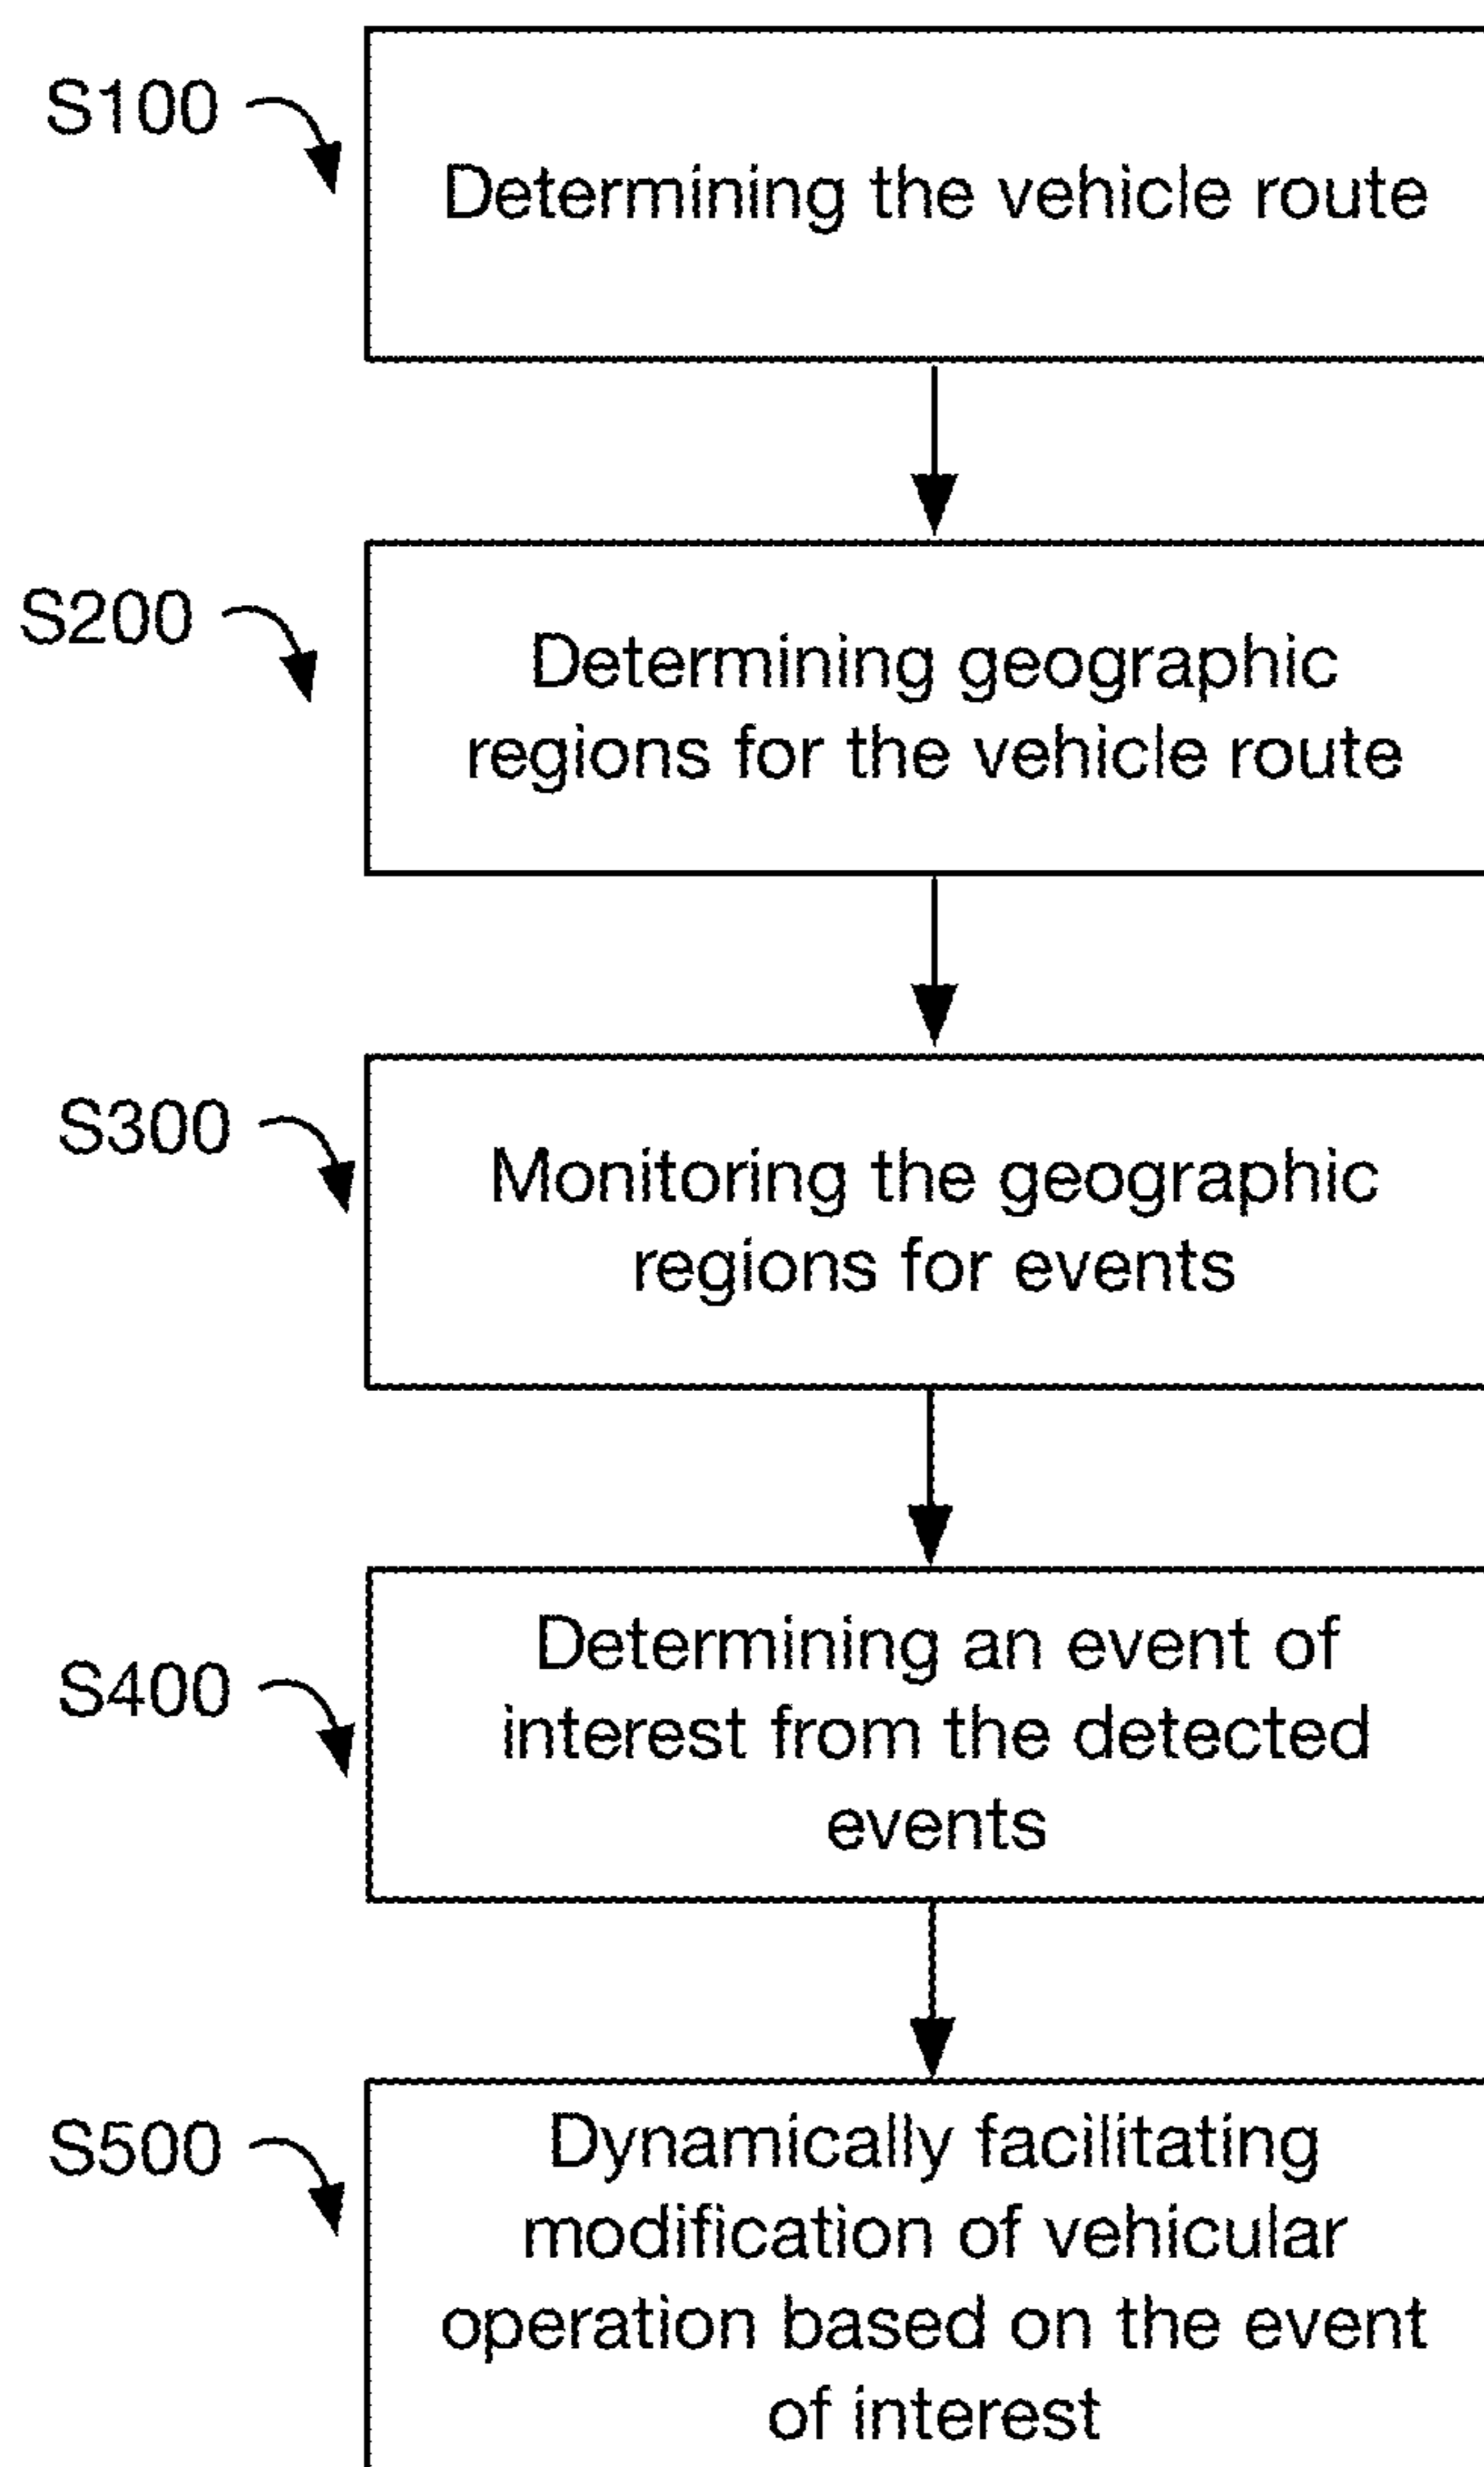 S100
Determining the vehicle route
S200
Determining geographic
regions for the vehicle route
S300
Monitoring the geographic
regions for events
S400
Determining an event of
interest from the detected
events
S500
Dynamically facilitating
modification of vehicular
operation based on the event
of interest